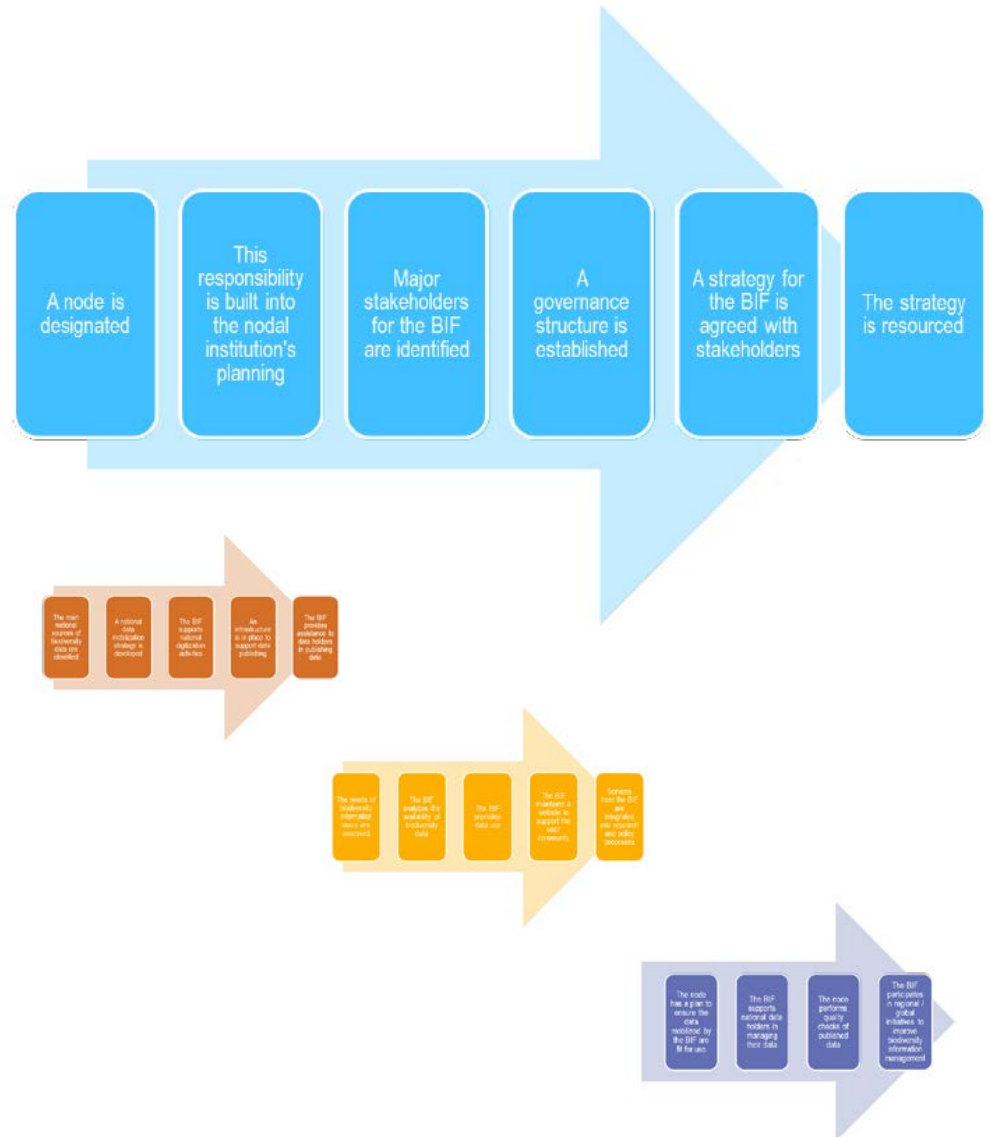 A node is
designated
This
responsibility
is built into
the nodal
institution's
planning
Major
stakeholders
for the BIF
are identified
A
governance
structure is
established
A strategy for
the BIF is
agreed with
stakeholders
The strategy
is resourced
The main
national
sources of
biodiversity
data are
identified
A national
data
mobilization
strategy is
developed
The BIF
supports
national
digitization
activities
An
infrastructure
is in place to
support data
publishing
The BIF
provides
assistance to
data holders
in publishing
data
The needs of
biodiversity
information
users are
The BIF
analyzes the
availability of
biodiversity
data
The BIF
promotes
data use
The BIF
maintains a
website to
support the
user
community
Services
from the BIF
are
integrated
into research
and policy
processes
The node
has a plan to
ensure the
data
mobilized by
the BIF are
fit for use
The BIF
supports
national data
holders in
managing
their data
The node
performs
quality
checks of
published
data
The BIF
participates
in regional /
global
initiatives to
improve
biodiversity
information
management